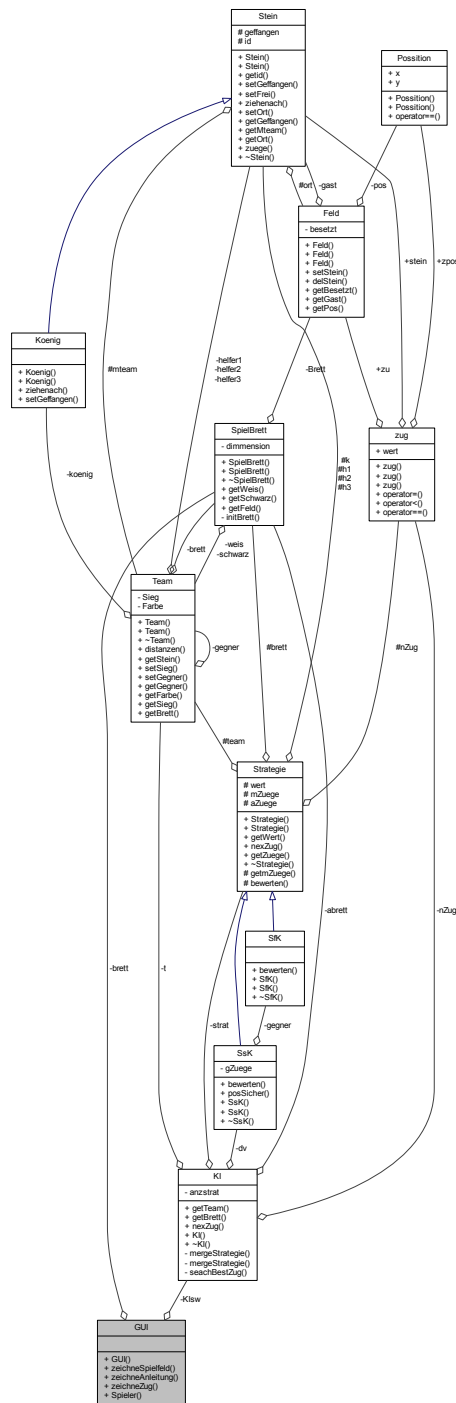 Stein
# geffangen
# id
+ Stein()
+ Stein()
+ getid()
+ setGeffangen()
+ setFrei()
+ ziehenach()
+ setOrt()
+ getGeffangen()
+ getMteam()
+ getOrt()
+ zuege()
+ ~Stein()
Possition
+ x
+ y
+ Possition()
+ Possition()
+ operator==()
#ort
-gast
-pos
Feld
- besetzt
+ Feld()
+ Feld()
+ Feld()
+ setStein()
+ delStein()
+ getBesetzt()
+ getGast()
+ getPos()
+stein
+zpos
Koenig
+ Koenig()
+ Koenig()
+ ziehenach()
+ setGeffangen()
#mteam
-helfer1
-helfer2
-helfer3
-Brett
+zu
SpielBrett
- dimmension
+ SpielBrett()
+ SpielBrett()
+ ~SpielBrett()
+ getWeis()
+ getSchwarz()
+ getFeld()
- initBrett()
zug
+ wert
+ zug()
+ zug()
+ zug()
+ operator=()
+ operator<()
+ operator==()
#k
#h1
#h2
#h3
-koenig
-brett
-weis
-schwarz
Team
- Sieg
- Farbe
+ Team()
+ Team()
+ ~Team()
+ distanzen()
+ getStein()
+ setSieg()
+ setGegner()
+ getGegner()
+ getFarbe()
+ getSieg()
+ getBrett()
-gegner
#brett
#nZug
#team
Strategie
# wert
# mZuege
# aZuege
+ Strategie()
+ Strategie()
+ getWert()
+ nexZug()
+ getZuege()
+ ~Strategie()
# getmZuege()
# bewerten()
-brett
-t
-abrett
-nZug
SfK
+ bewerten()
+ SfK()
+ SfK()
+ ~SfK()
-strat
-gegner
SsK
- gZuege
+ bewerten()
+ posSicher()
+ SsK()
+ SsK()
+ ~SsK()
-dv
KI
- anzstrat
+ getTeam()
+ getBrett()
+ nexZug()
+ KI()
+ ~KI()
- mergeStrategie()
- mergeStrategie()
- seachBestZug()
-KIsw
GUI
+ GUI()
+ zeichneSpielfeld()
+ zeichneAnleitung()
+ zeichneZug()
+ Spieler()